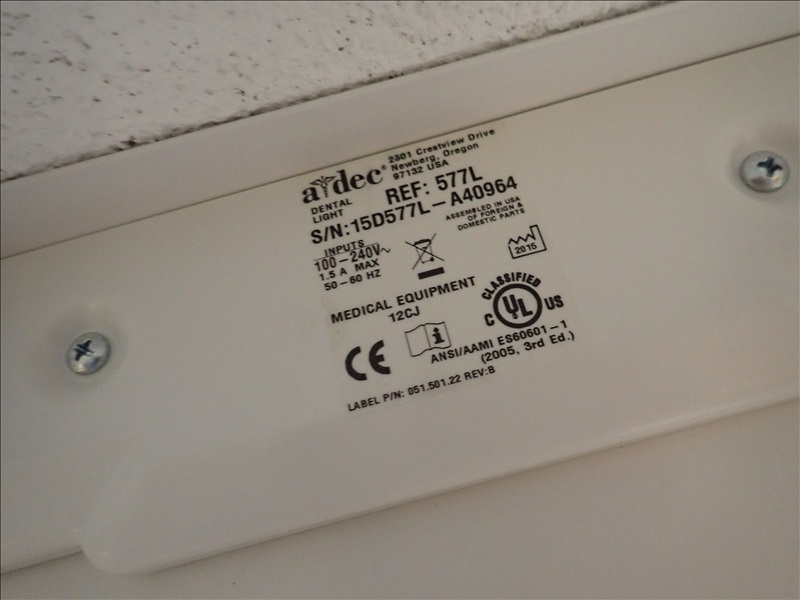 a dec®
2301 Crestview Drive
Newberg, Oregon
97132 USA
DENTAL
LIGHT
REF: 577L
S/N:15D577L-A40964
INPUTS
100-240V~
1.5 A MAX
50-60 HZ
ASSEMBLED IN USA
OF FOREIGN &
DOMESTIC PARTS
2015
MEDICAL EQUIPMENT
12CJ
CLASSIFIED
C UL US
CE
i
ANSI/AAMI ES60601-1
(2005, 3rd Ed.)
LABEL P/N: 051.501.22 REV:B